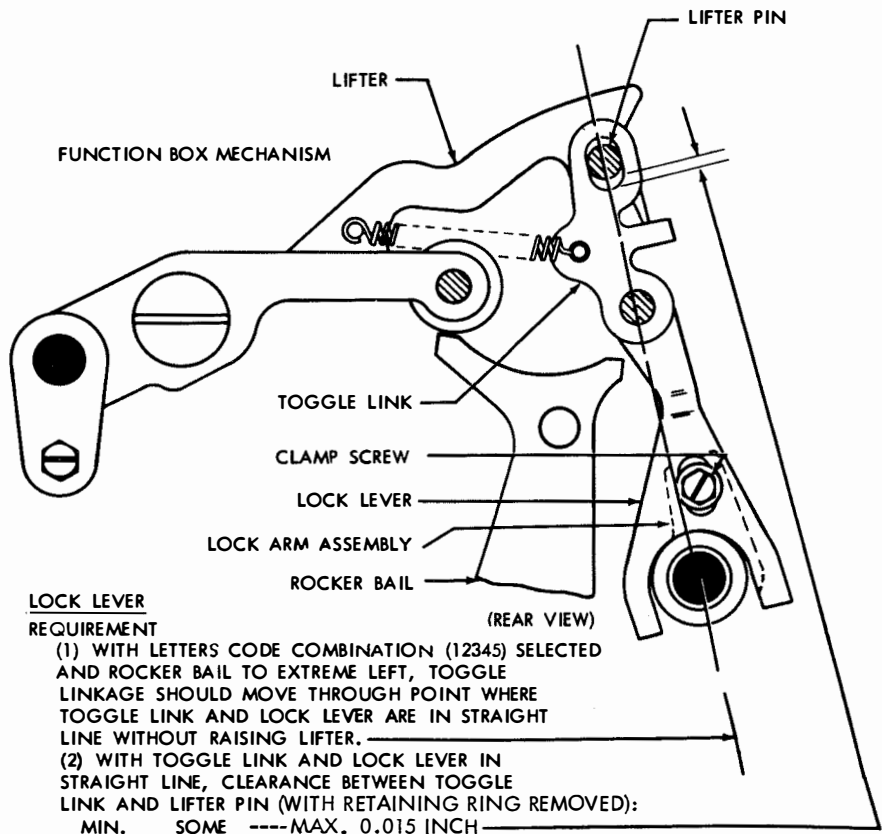 LIFTER PIN
LIFTER
FUNCTION BOX MECHANISM
TOGGLE LINK
CLAMP SCREW
LOCK LEVER
LOCK ARM ASSEMBLY
ROCKER BAIL
(REAR VIEW)
LOCK LEVER
REQUIREMENT
(1) WITH LETTERS CODE COMBINATION (12345) SELECTED
AND ROCKER BAIL TO EXTREME LEFT, TOGGLE
LINKAGE SHOULD MOVE THROUGH POINT WHERE
TOGGLE LINK AND LOCK LEVER ARE IN STRAIGHT
LINE WITHOUT RAISING LIFTER.
(2) WITH TOGGLE LINK AND LOCK LEVER IN
STRAIGHT LINE, CLEARANCE BETWEEN TOGGLE
LINK AND LIFTER PIN (WITH RETAINING RING REMOVED):
MIN. SOME ----MAX. 0.015 INCH